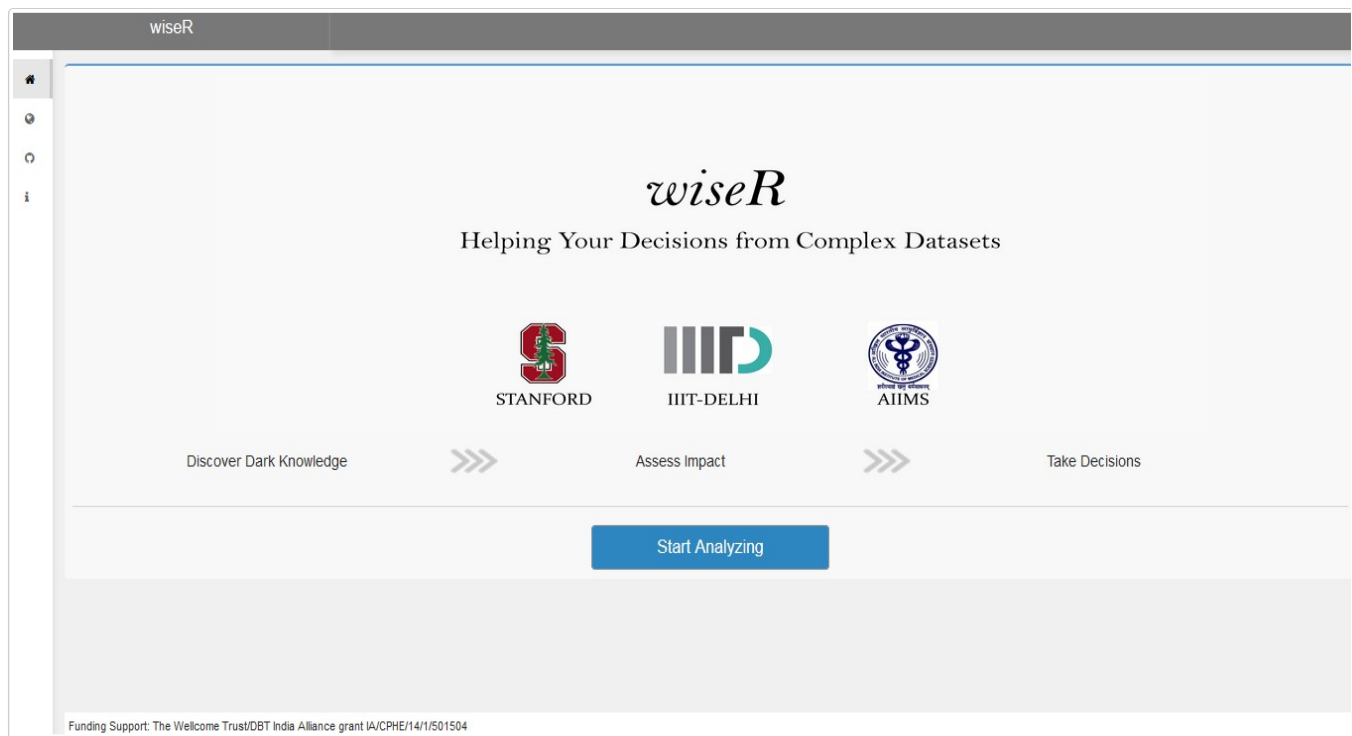 wiseR
wiseR
Helping Your Decisions from Complex Datasets
STANFORD
IIIT-DELHI
AIIMS
Discover Dark Knowledge
Assess Impact
Take Decisions
Start Analyzing
Funding Support: The Wellcome Trust/DBT India Alliance grant IA/CPHE/14/1/501504